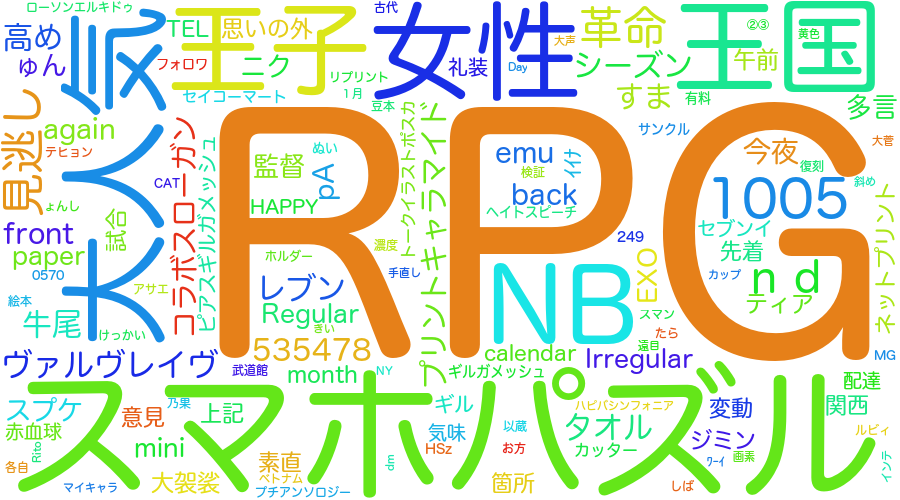 ローソンエルキドゥ
高め
ゅん
歳
TEL
フォロワ
王子
思いの外
ニク
リプリント
セイコーマート
1月
古代
女性
礼装
Day
大声
革命
シーズン
すま
有料
王国
②③
午前
黄色
多言
見逃し
again
テヒョン
大人
CAT
ょんし
試合
front
paper
0570
アサエ
絵本
牛尾
けっかい
ヴァルヴレイヴ
コラボスローガン
ピアスギルガメッシュ
RPG
監督
ぬい
pA
HAPPY
ホルダー
レブン
Regular
きい
535478
武道館
month
NY
豆本
トークイラストポスカ
濃度
手直し
プリントキャラマイド
emu
イイナ
検証
back
ヘイトスピーチ
249
NB
EXO
スマン
たら
還目
calendar
Irregular
ギルガメッシュ
サンクル
今夜
復刻
大菅
斜め
1005
セブンイ
先着
nd
カップ
ティア
ネットプリント
MG
スマホパズル
スプケ
赤血球
Rito
各自
マイキャラ
乃果
意見
上記
mini
大袈裟
素直
ベトナム
プチアンソロジー
dm
ギル
気味
HSz
以蔵
お方
箇所
ハピバシンフォニア
タオル
カッター
変動
ジミン
ワーイ
画素
しば
配達
関西
ルビィ
インテ